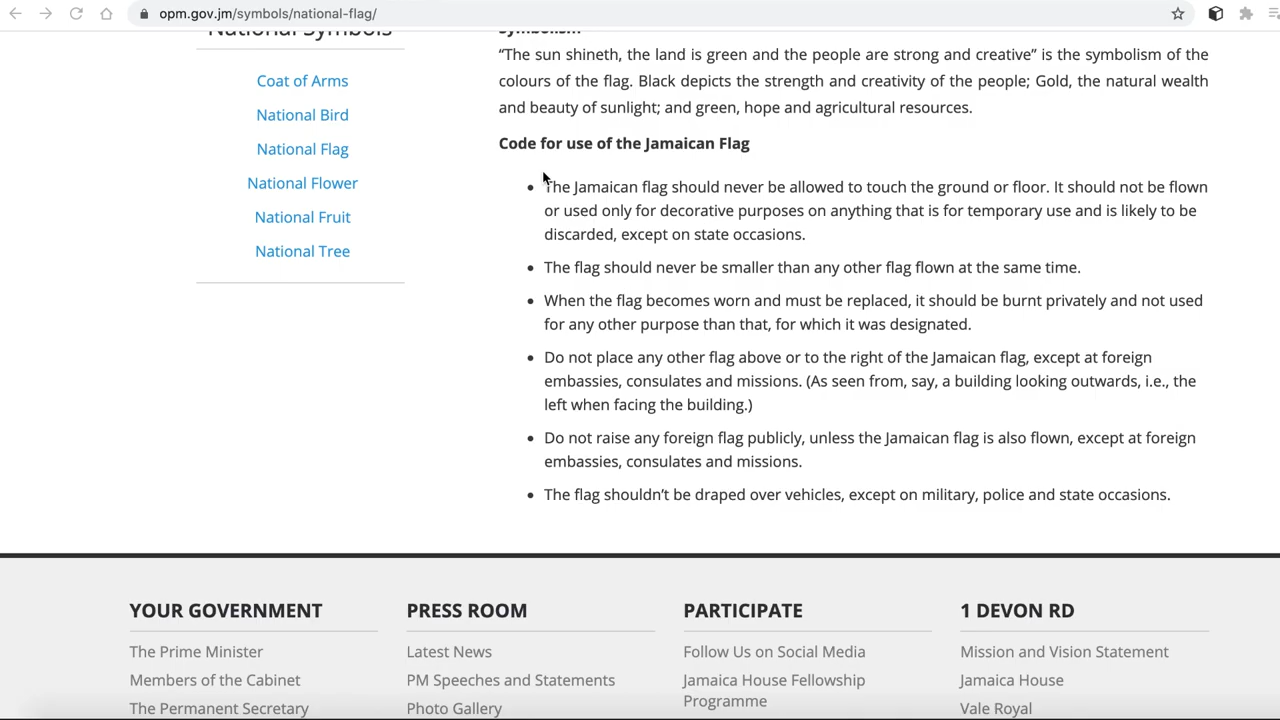 opm.gov.jm/symbols/national-flag/
National Symbols
Coat of Arms
National Bird
National Flag
National Flower
National Fruit
National Tree
Symbolism
“The sun shineth, the land is green and the people are strong and creative” is the symbolism of the
colours of the flag. Black depicts the strength and creativity of the people; Gold, the natural wealth
and beauty of sunlight; and green, hope and agricultural resources.
Code for use of the Jamaican Flag
• The Jamaican flag should never be allowed to touch the ground or floor. It should not be flown
or used only for decorative purposes on anything that is for temporary use and is likely to be
discarded, except on state occasions.
• The flag should never be smaller than any other flag flown at the same time.
• When the flag becomes worn and must be replaced, it should be burnt privately and not used
for any other purpose than that, for which it was designated.
• Do not place any other flag above or to the right of the Jamaican flag, except at foreign
embassies, consulates and missions. (As seen from, say, a building looking outwards, i.e., the
left when facing the building.)
• Do not raise any foreign flag publicly, unless the Jamaican flag is also flown, except at foreign
embassies, consulates and missions.
• The flag shouldn’t be draped over vehicles, except on military, police and state occasions.
YOUR GOVERNMENT
The Prime Minister
Members of the Cabinet
The Permanent Secretary
PRESS ROOM
Latest News
PM Speeches and Statements
Photo Gallery
PARTICIPATE
Follow Us on Social Media
Jamaica House Fellowship
Programme
1 DEVON RD
Mission and Vision Statement
Jamaica House
Vale Royal